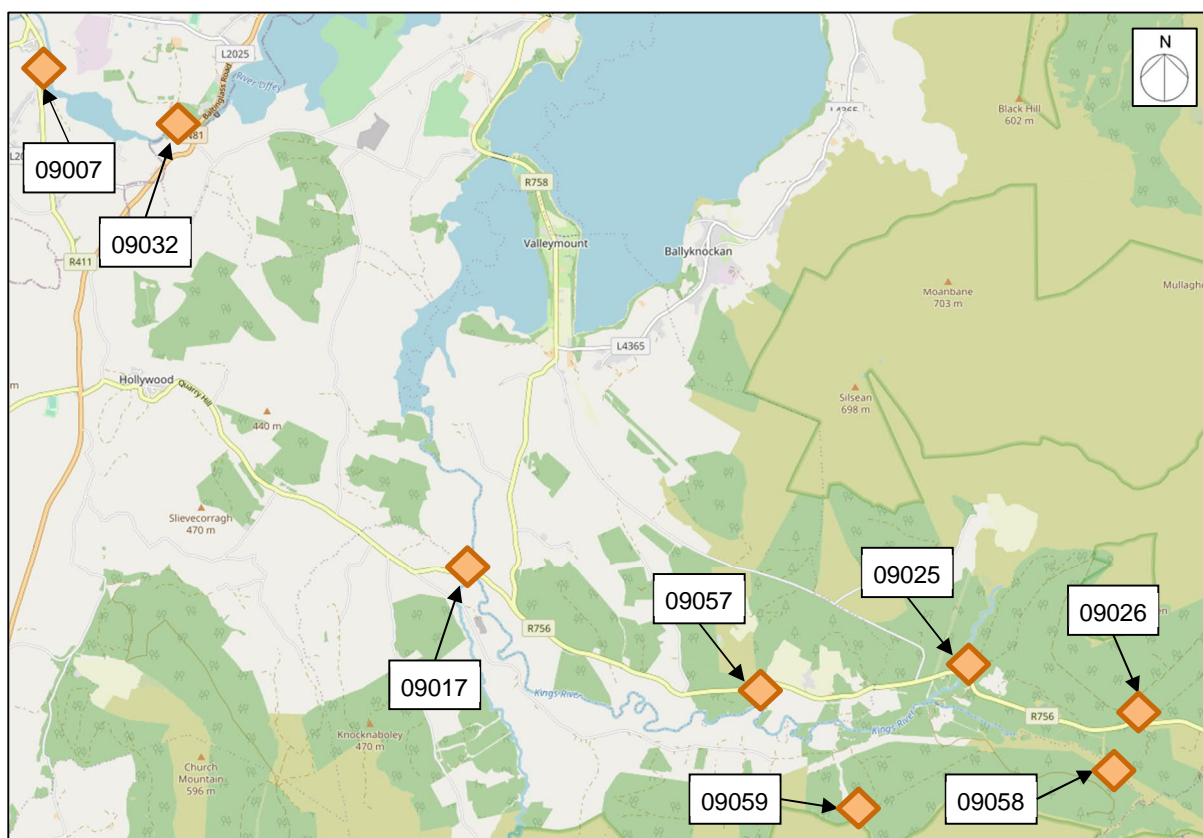 L2025
River Liffey
Baltinglass Road
N81
09007
09032
R411
N
Black Hill
602 m
L4365
R758
Valleymount
Ballyknockan
Moanbane
703 m
L4365
Hollywood
Quarry Hill
440 m
Silsean
698 m
Slievecorragh
470 m
09017
09057
09025
09026
R756
Kings River
Kings River
R756
Knocknaboley
470 m
Church
Mountain
596 m
09059
09058